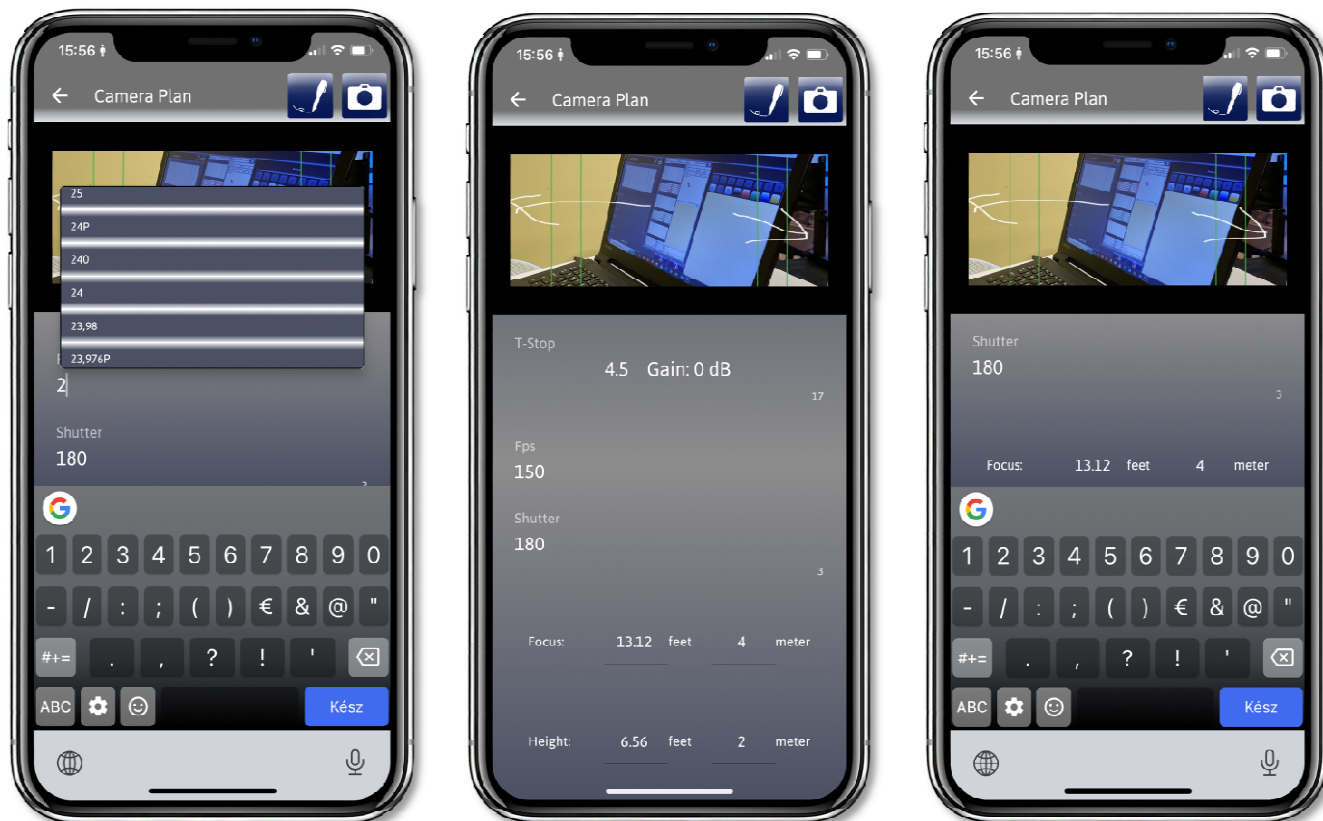 15:56
Camera Plan
25
24P
240
24
23,98
23,976P
2
Shutter
180
1 2 3 4 5 6 7 8 9 0
- / : ; ( ) € & @ "
#+= . , ? ! '
ABC Kész
15:56
Camera Plan
T-Stop
4.5 Gain: 0 dB
17
Fps
150
Shutter
180
3
Focus: 13.12 feet 4 meter
Height: 6.56 feet 2 meter
15:56
Camera Plan
Shutter
180
3
Focus: 13.12 feet 4 meter
G
1 2 3 4 5 6 7 8 9 0
- / : ; ( ) € & @ "
#+= . , ? ! '
ABC Kész